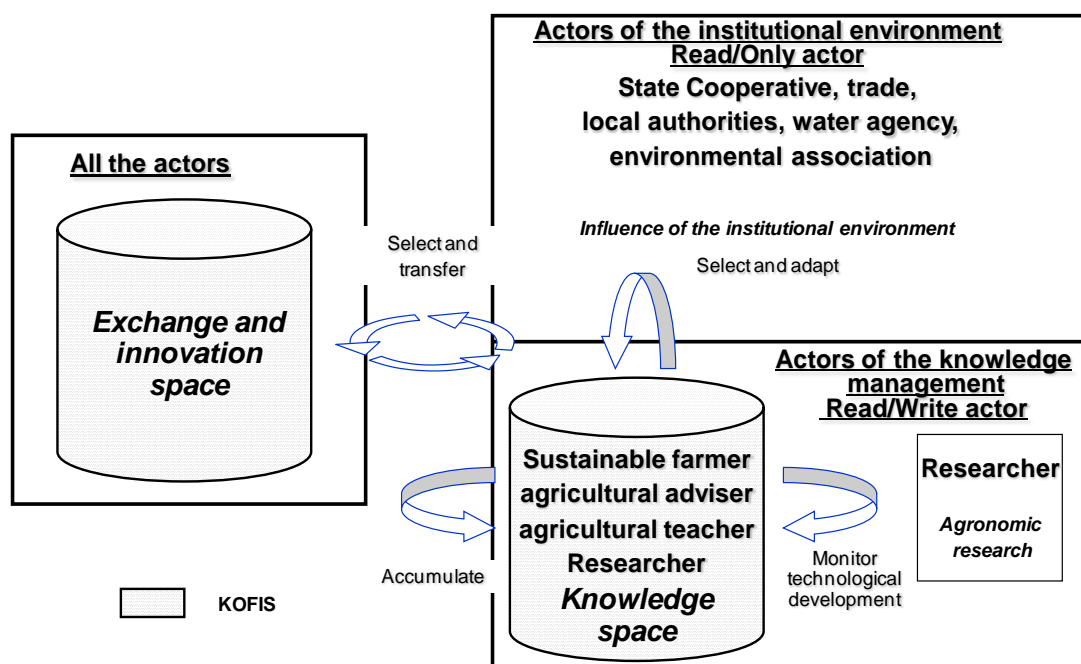 Actors of the institutional environment
Read/Only actor
State Cooperative, trade,
local authorities, water agency,
environmental association
All the actors
Exchange and
innovation
space
Select and
transfer
Influence of the institutional environment
Select and adapt
Actors of the knowledge
management
Read/Write actor
Sustainable farmer
agricultural adviser
agricultural teacher
Researcher
Knowledge
space
Researcher
Agronomic
research
Accumulate
Monitor
technological
development
KOFIS